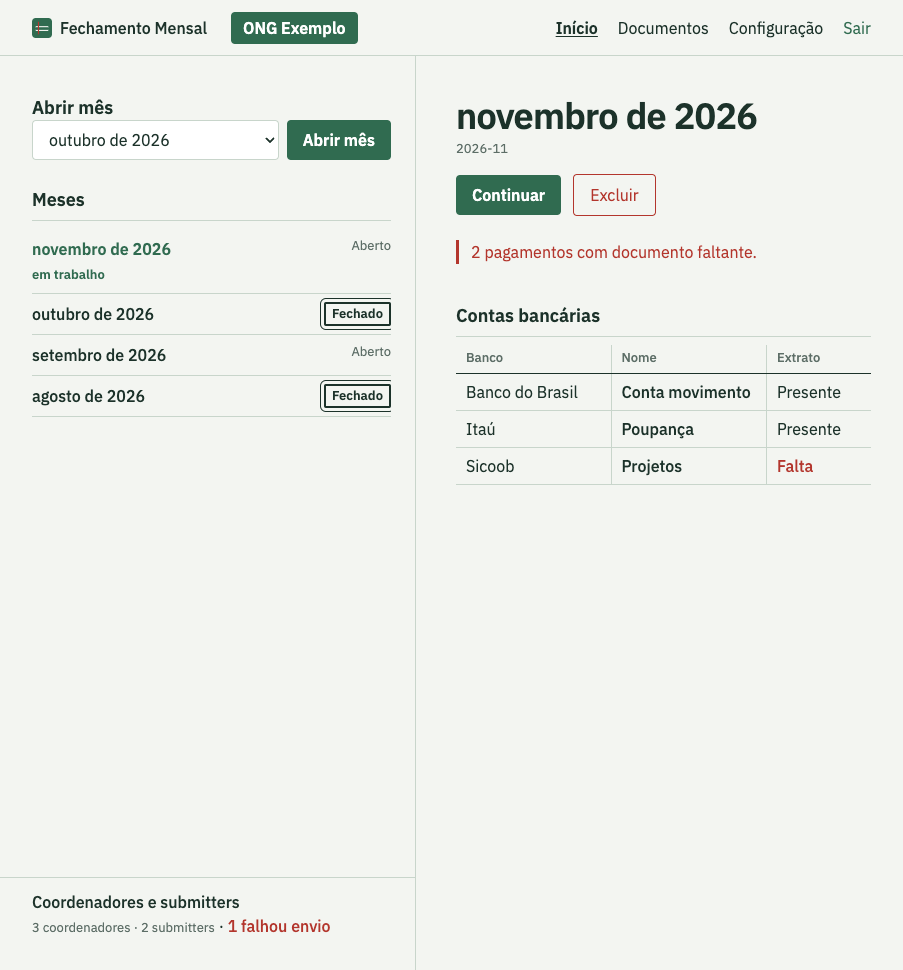 Fechamento Mensal
ONG Exemplo
Início
Documentos
Configuração
Sair
Abrir mês
outubro de 2026
Abrir mês
Meses
novembro de 2026
Aberto
em trabalho
outubro de 2026
Fechado
setembro de 2026
Aberto
agosto de 2026
Fechado
Coordenadores e submitters
3 coordenadores · 2 submitters · 1 falhou envio
novembro de 2026
2026-11
Continuar
Excluir
2 pagamentos com documento faltante.
Contas bancárias
Banco Nome Extrato
Banco do Brasil Conta movimento Presente
Itaú Poupança Presente
Sicoob Projetos Falta